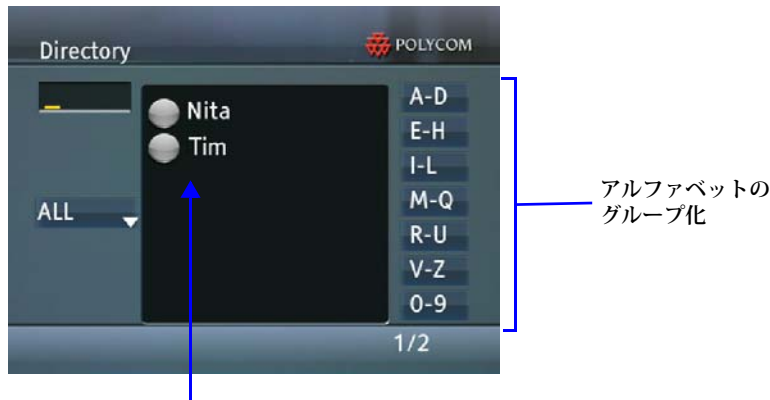 Directory
POLYCOM
Nita
Tim
ALL
A-D
E-H
I-L
M-Q
R-U
V-Z
0-9
1/2
アルファベットの
グループ化